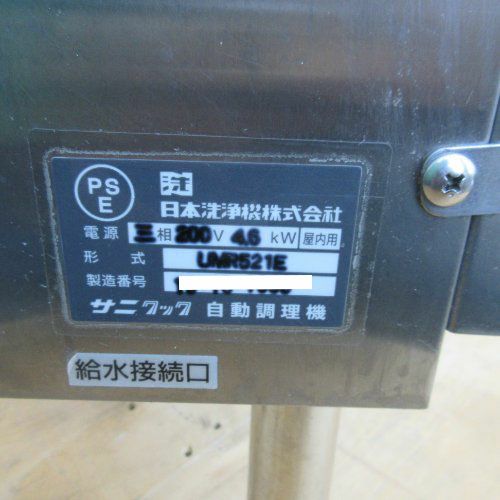 PS
E
日本洗浄機株式会社
電源 三相 200V 4.6 kW 屋内用
形式 UMR521E
製造番号
サニクック 自動調理機
給水接続口